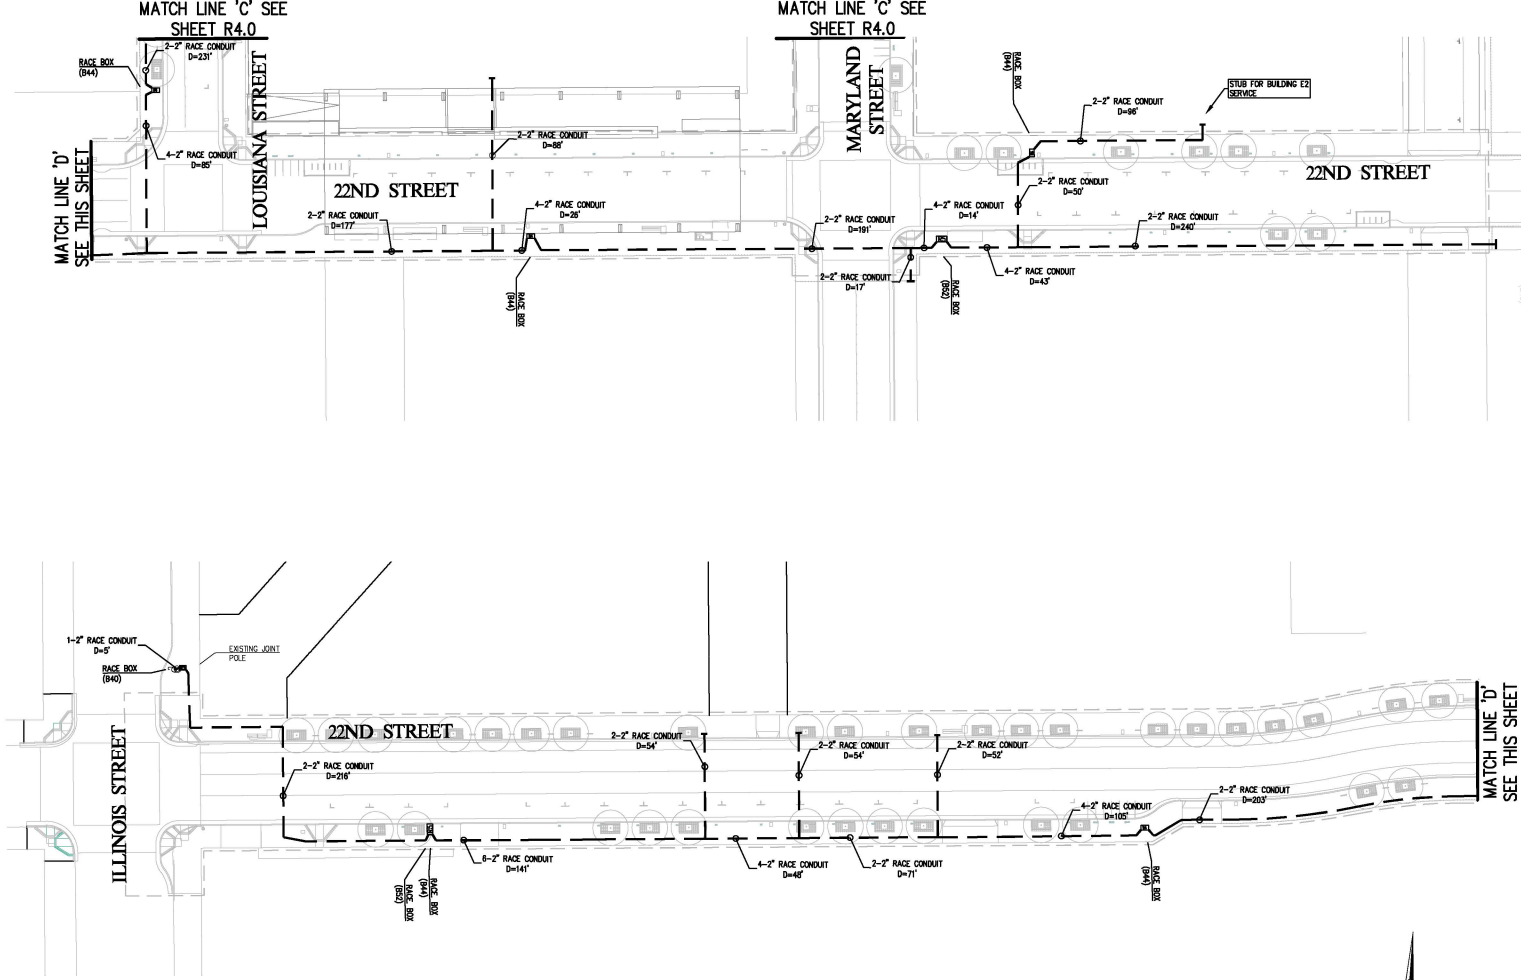 MATCH LINE 'C' SEE
SHEET R4.0
MATCH LINE 'C' SEE
SHEET R4.0
2-2" RACE CONDUIT
D=231'
RACE BOX
(B44)
4-2" RACE CONDUIT
D=85'
MATCH LINE 'D'
SEE THIS SHEET
LOUISIANA STREET
22ND STREET
2-2" RACE CONDUIT
D=177'
2-2" RACE CONDUIT
D=88'
4-2" RACE CONDUIT
D=26'
RACE BOX
(B44)
MARYLAND
STREET
2-2" RACE CONDUIT
D=191'
2-2" RACE CONDUIT
D=17'
4-2" RACE CONDUIT
D=14'
RACE BOX
(B52)
4-2" RACE CONDUIT
D=43'
RACE BOX
(B44)
2-2" RACE CONDUIT
D=96'
STUB FOR BUILDING E2
SERVICE
2-2" RACE CONDUIT
D=50'
2-2" RACE CONDUIT
D=240'
22ND STREET
1-2" RACE CONDUIT
D=5'
RACE BOX
(B40)
EXISTING JOINT
POLE
ILLINOIS STREET
22ND STREET
2-2" RACE CONDUIT
D=216'
RACE BOX
(B52)
RACE BOX
(B44)
6-2" RACE CONDUIT
D=141'
2-2" RACE CONDUIT
D=54'
2-2" RACE CONDUIT
D=54'
2-2" RACE CONDUIT
D=52'
4-2" RACE CONDUIT
D=48'
2-2" RACE CONDUIT
D=71'
4-2" RACE CONDUIT
D=105'
2-2" RACE CONDUIT
D=203'
RACE BOX
(B44)
MATCH LINE 'D'
SEE THIS SHEET